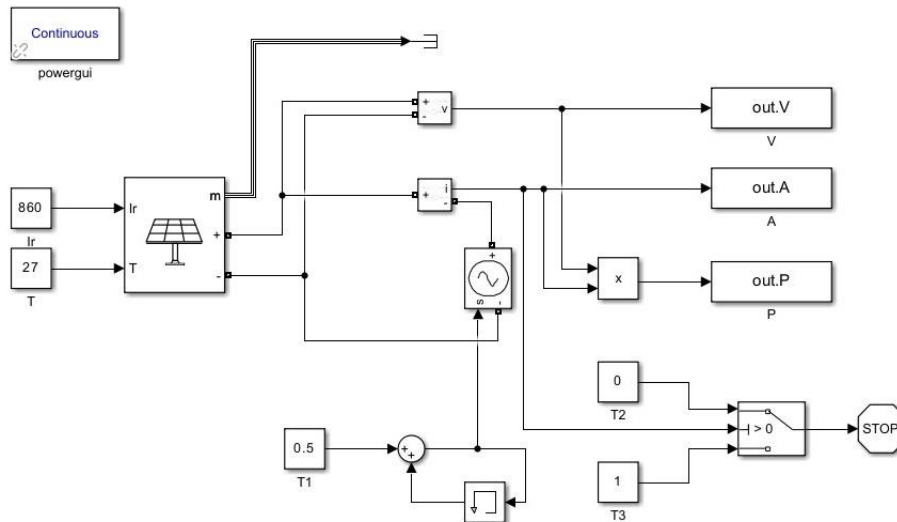 Continuous
powergui
+
-
v
out.V
V
+
i
-
out.A
A
860
Ir
Ir
m
+
27
T
T
-
+
s
-
x
out.P
P
0
T2
> 0
STOP
0.5
T1
+
+
1
T3